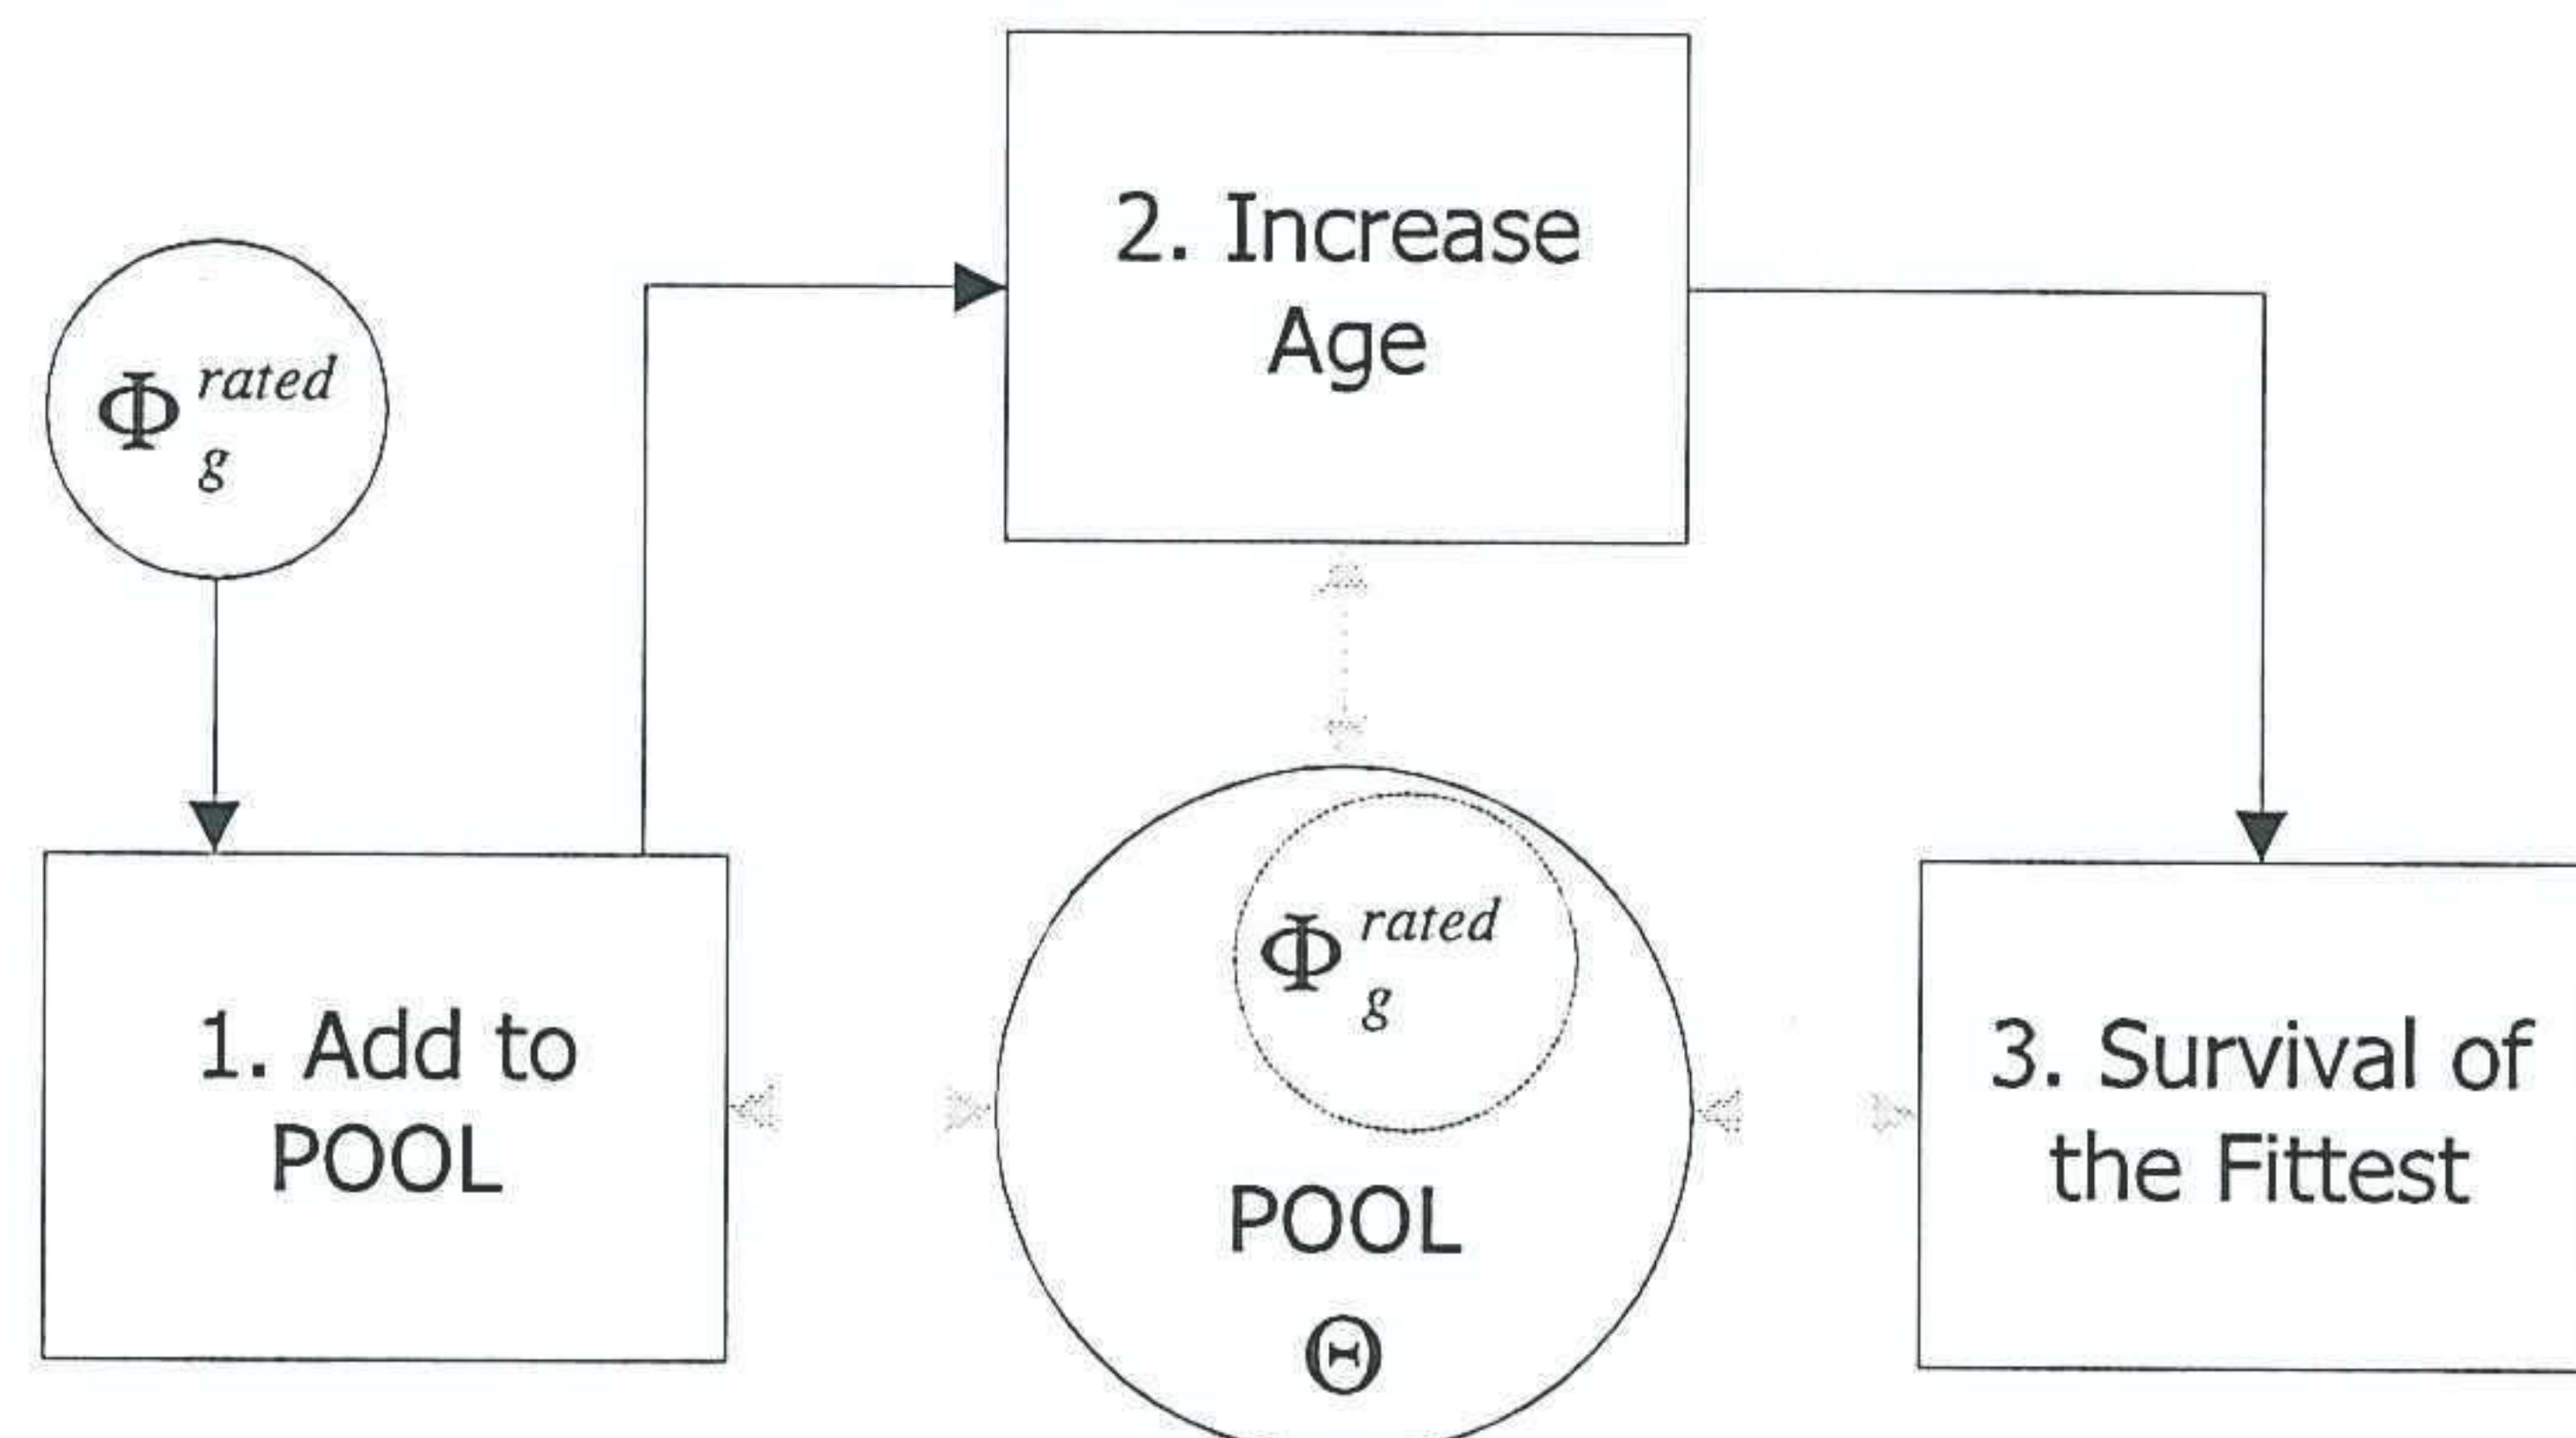 2. Increase
Age
Φ rated
g
1. Add to
POOL
Φ rated
g
POOL
Θ
3. Survival of
the Fittest